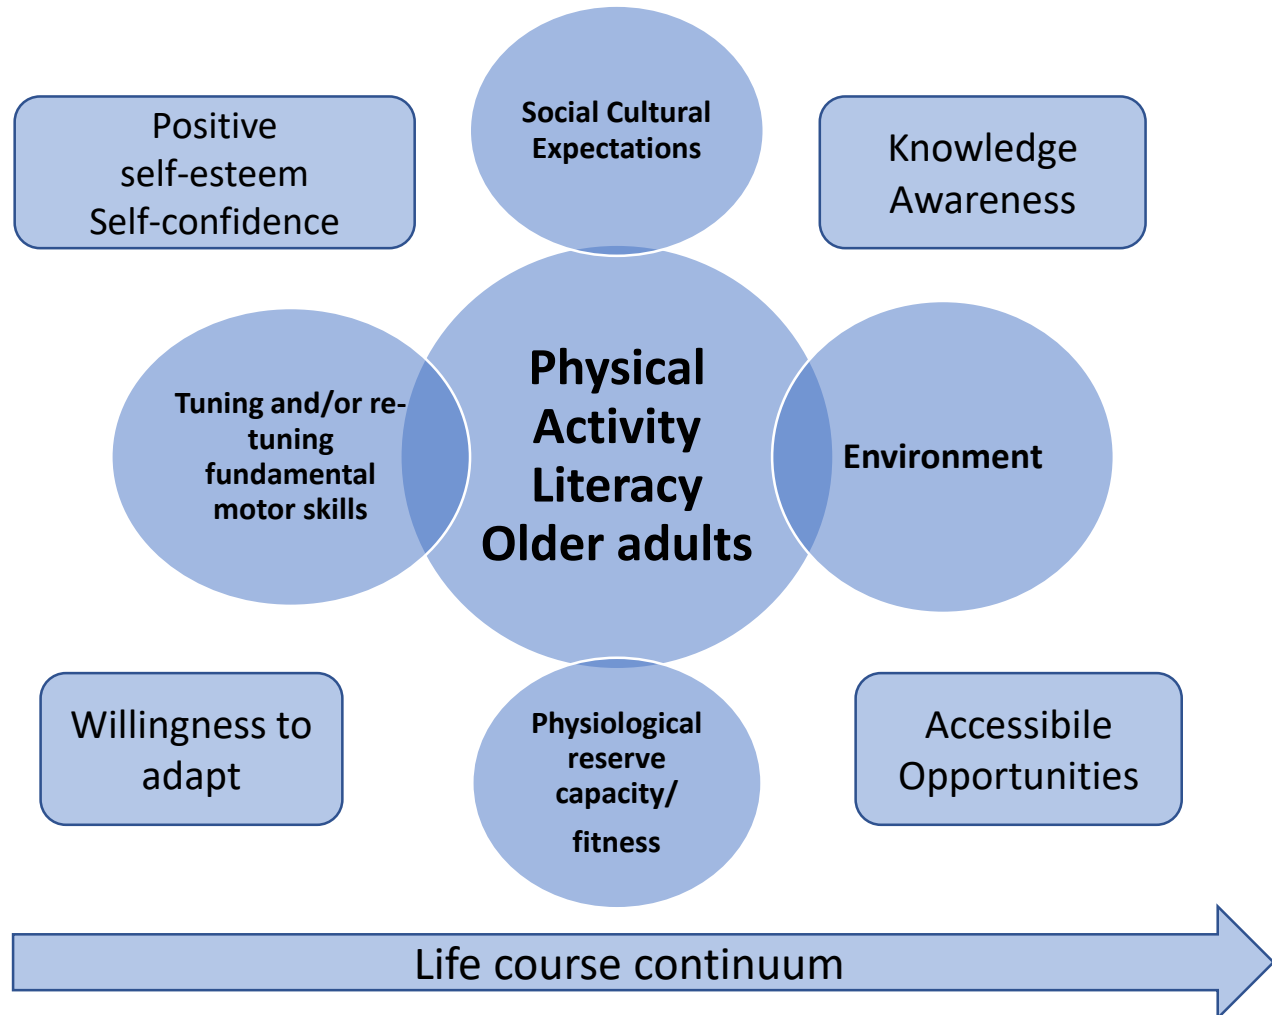 Social Cultural
Expectations
Positive
self-esteem
Self-confidence
Knowledge
Awareness
Tuning and/or re-
tuning
fundamental
motor skills
Physical
Activity
Literacy
Older adults
Environment
Willingness to
adapt
Physiological
reserve
capacity/
fitness
Accessibile
Opportunities
Life course continuum